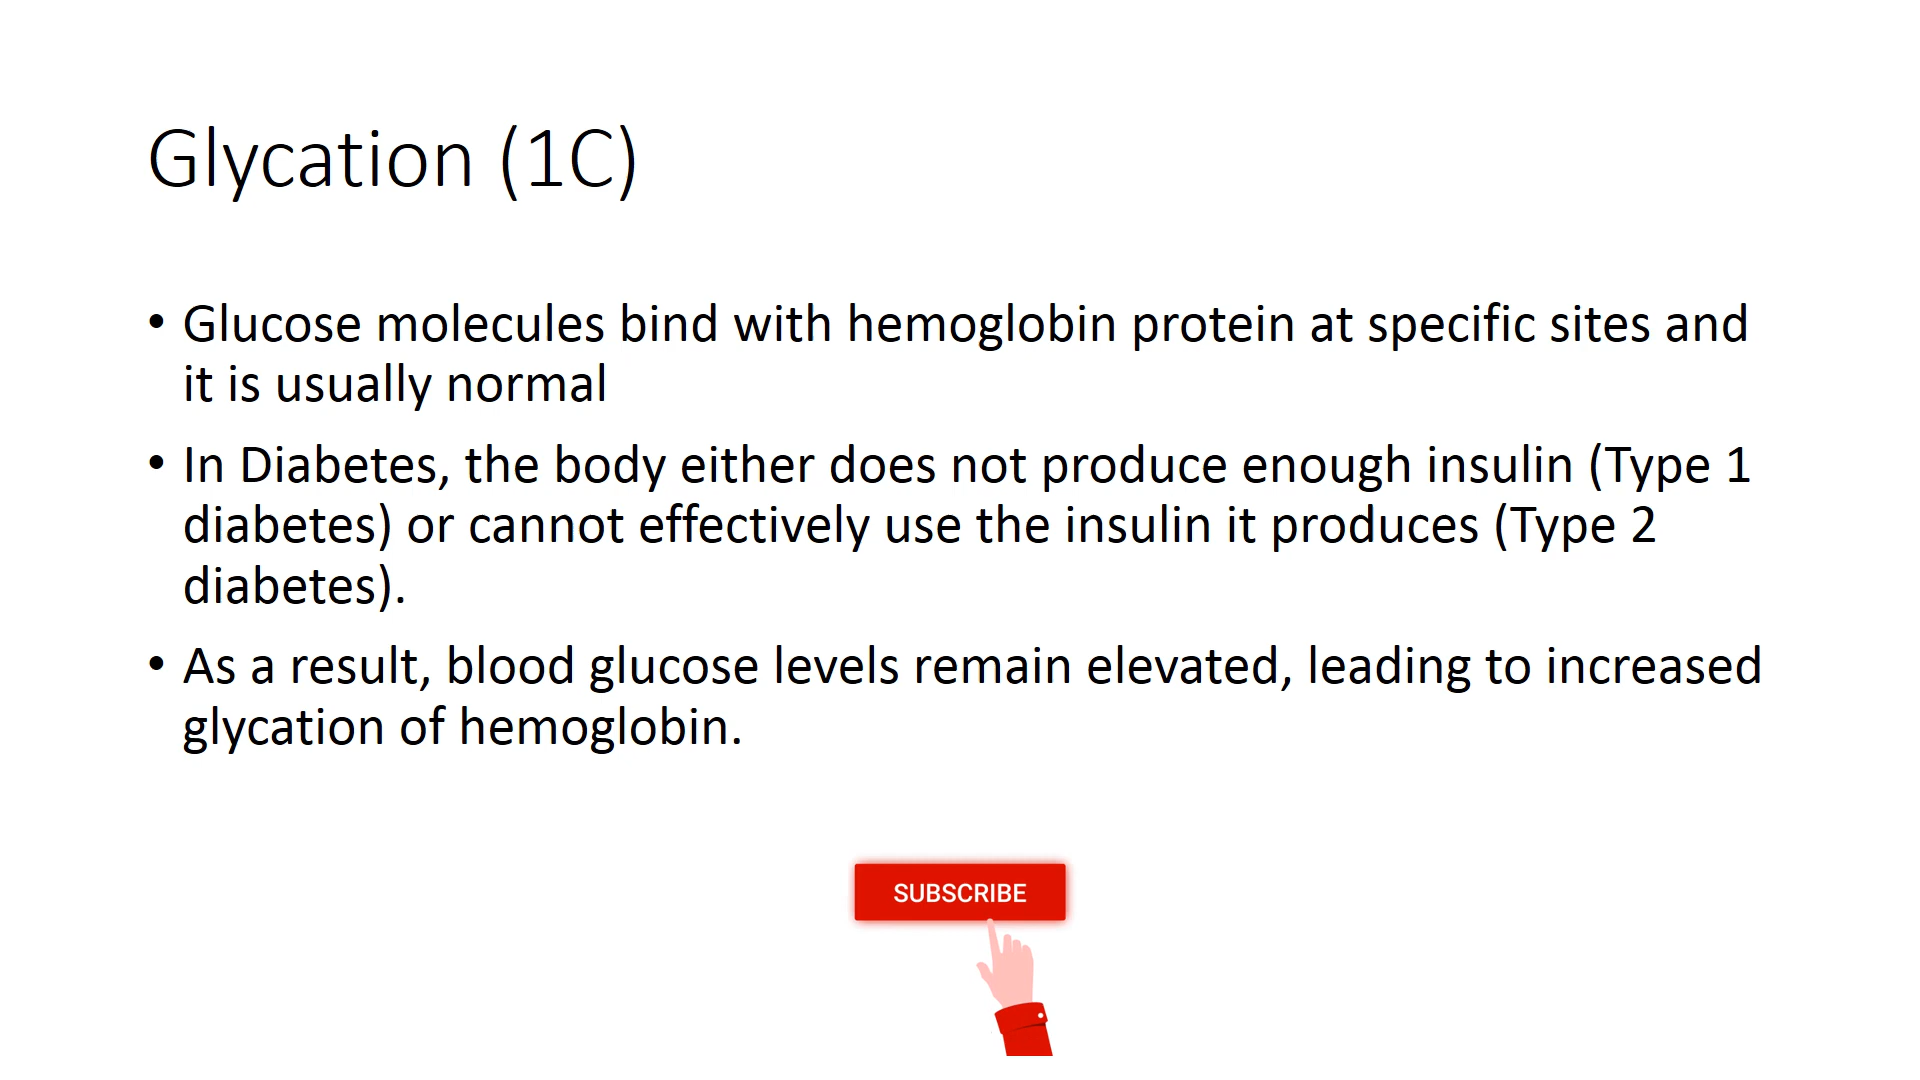 Glycation (1C)
• Glucose molecules bind with hemoglobin protein at specific sites and
it is usually normal
• In Diabetes, the body either does not produce enough insulin (Type 1
diabetes) or cannot effectively use the insulin it produces (Type 2
diabetes).
• As a result, blood glucose levels remain elevated, leading to increased
glycation of hemoglobin.
SUBSCRIBE